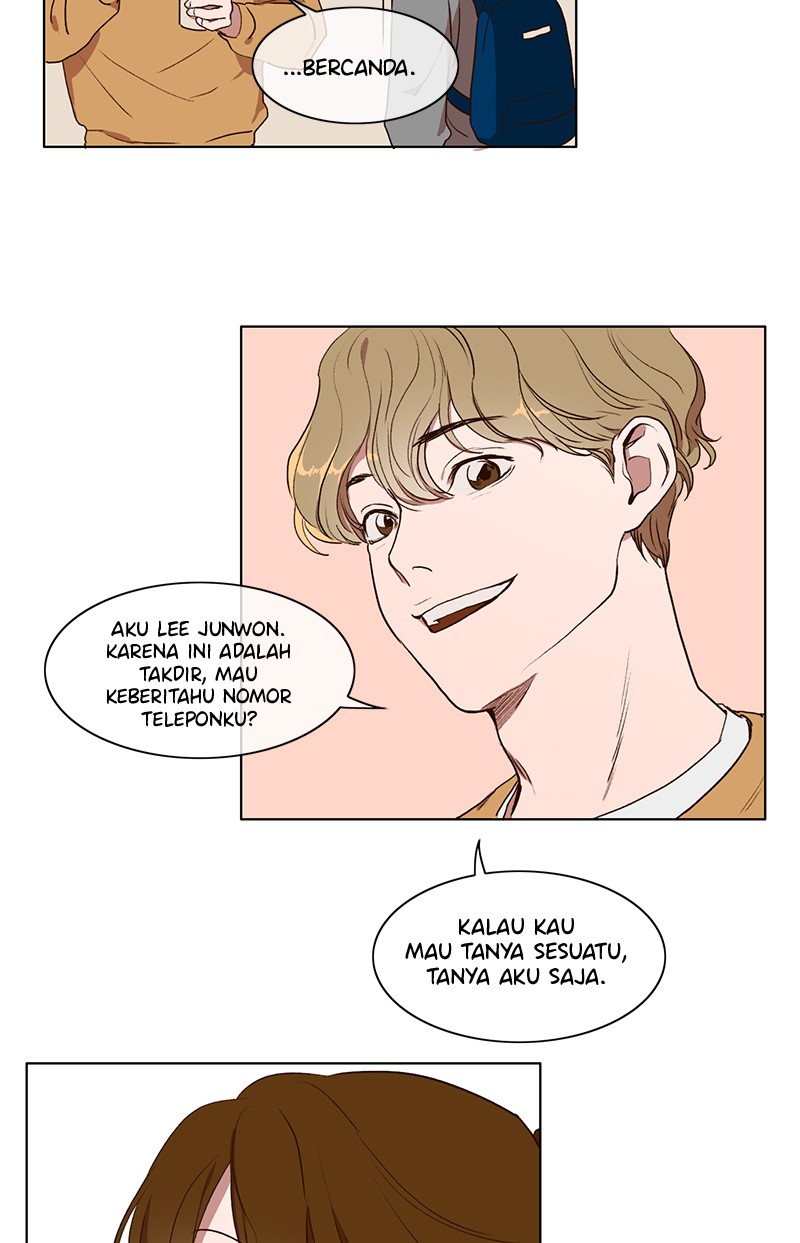 ...BERCANDA.
AKU LEE JUNWON.
KARENA INI ADALAH
TAKDIR, MAU
KEBERITAHU NOMOR
TELEPONKU?
KALAU KAU
MAU TANYA SESUATU,
TANYA AKU SAJA.